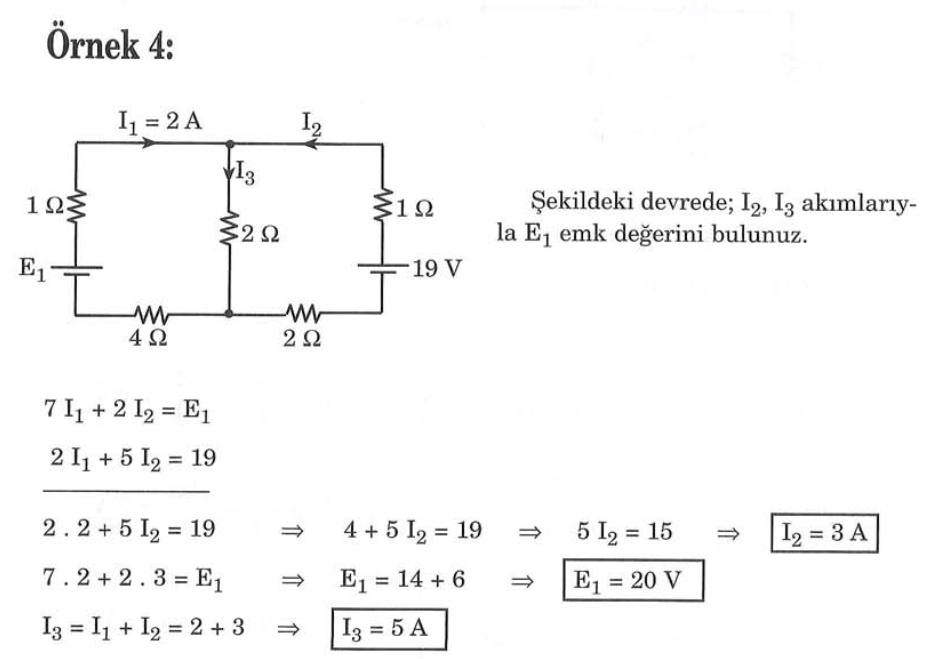 Örnek 4:
I₁ = 2 A
I₂
I₃
1 Ω
2 Ω
1 Ω
E₁
19 V
4 Ω
2 Ω
Şekildeki devrede; I₂, I₃ akımlarıy-
la E₁ emk değerini bulunuz.
7 I₁ + 2 I₂ = E₁
2 I₁ + 5 I₂ = 19
2 . 2 + 5 I₂ = 19 ⇒ 4 + 5 I₂ = 19 ⇒ 5 I₂ = 15 ⇒ I₂ = 3 A
7 . 2 + 2 . 3 = E₁ ⇒ E₁ = 14 + 6 ⇒ E₁ = 20 V
I₃ = I₁ + I₂ = 2 + 3 ⇒ I₃ = 5 A